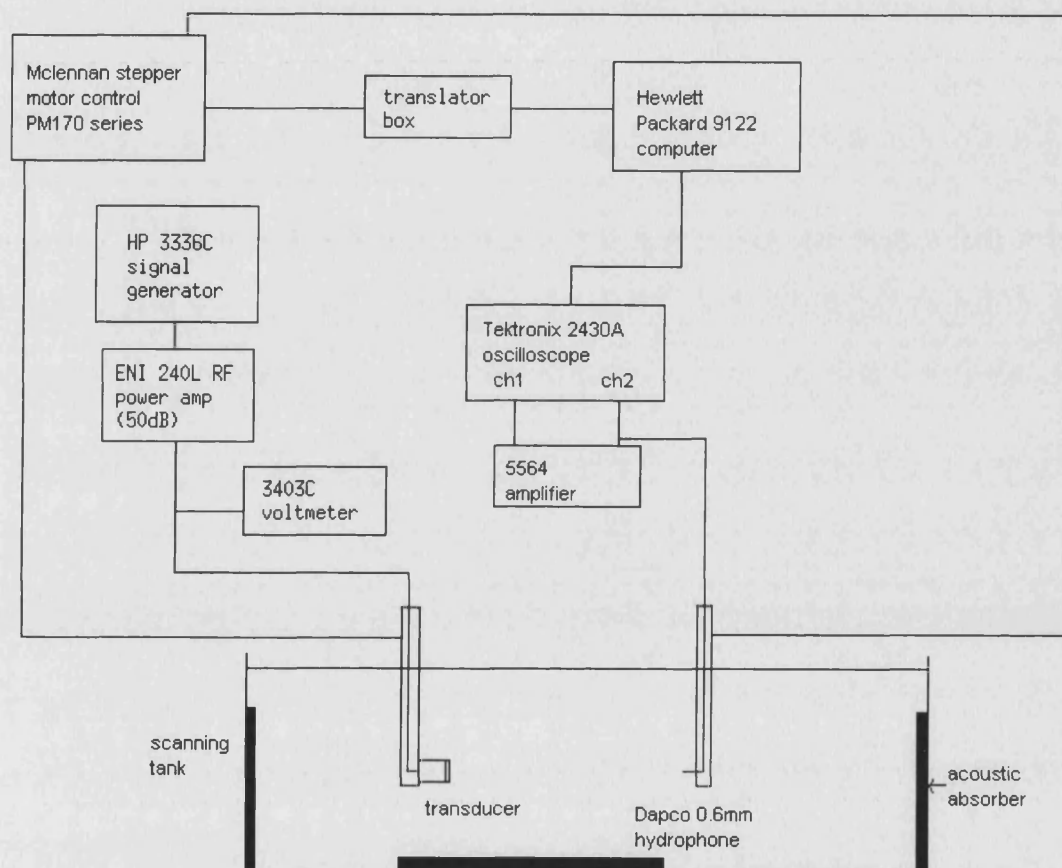 Mclennan stepper
motor control
PM170 series
translator
box
Hewlett
Packard 9122
computer
HP 3336C
signal
generator
Tektronix 2430A
oscilloscope
ch1 ch2
ENI 240L RF
power amp
(50dB)
3403C
voltmeter
5564
amplifier
scanning
tank
transducer
Dapco 0.6mm
hydrophone
acoustic
absorber